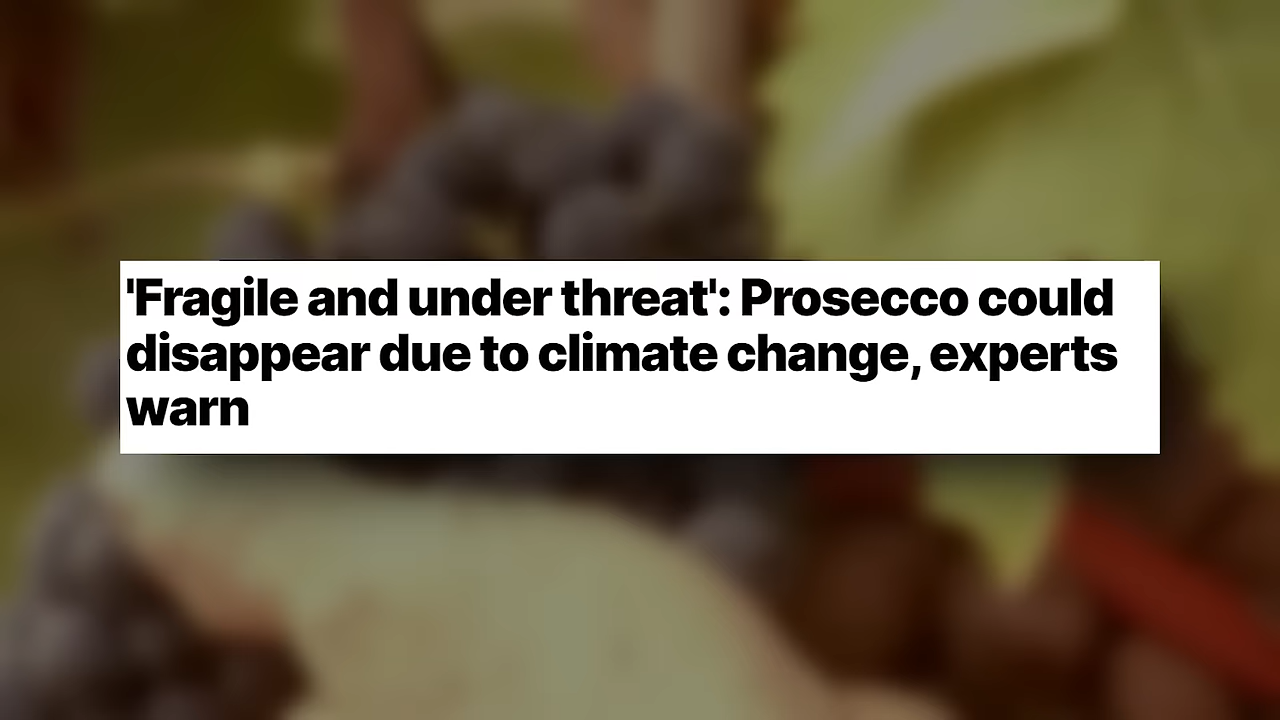 'Fragile and under threat': Prosecco could
disappear due to climate change, experts
warn